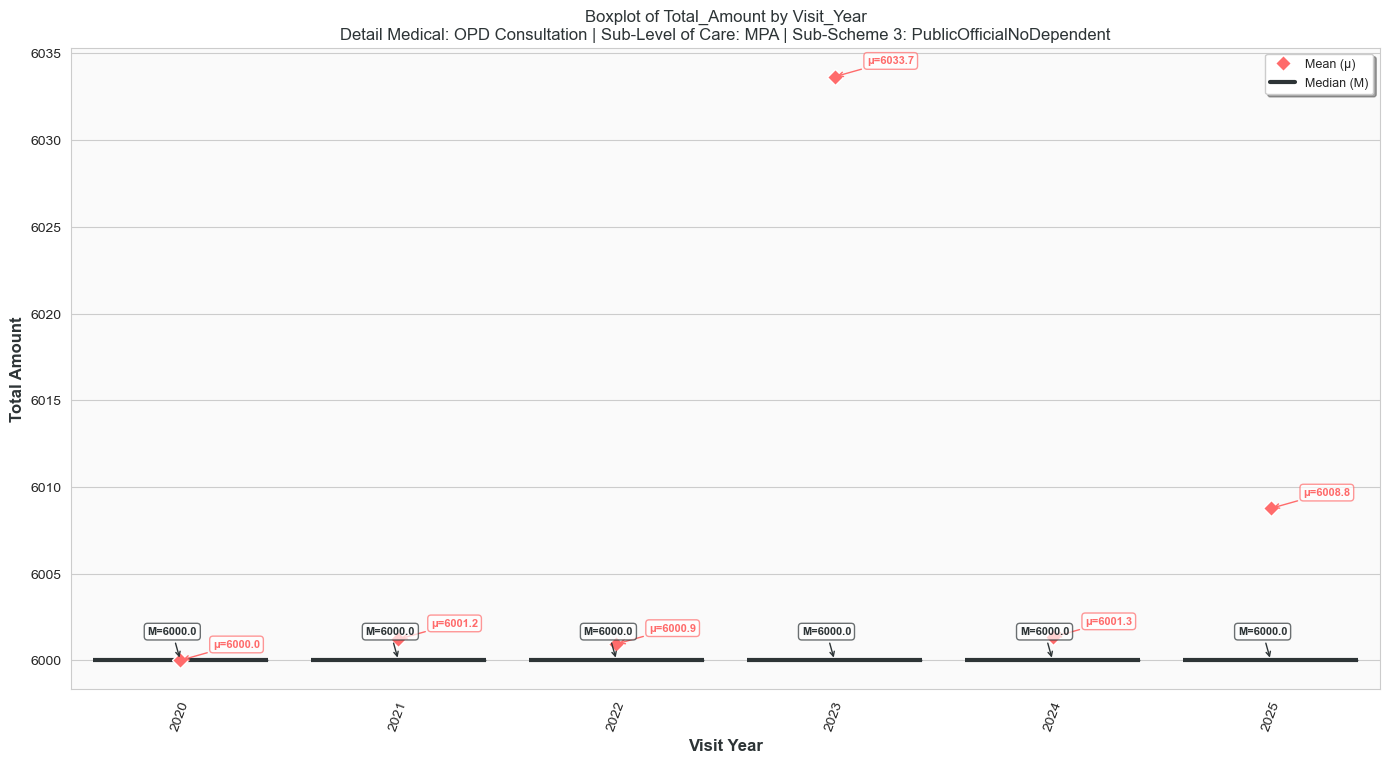 Boxplot of Total_Amount by Visit_Year
Detail Medical: OPD Consultation | Sub-Level of Care: MPA | Sub-Scheme 3: PublicOfficialNoDependent
Mean (μ)
Median (M)
Total Amount
6035
6030
6025
6020
6015
6010
6005
6000
μ=6033.7
μ=6008.8
M=6000.0
μ=6000.0
M=6000.0
μ=6001.2
M=6000.0
μ=6000.9
M=6000.0
M=6000.0
μ=6001.3
M=6000.0
2020
2021
2022
2023
2024
2025
Visit Year